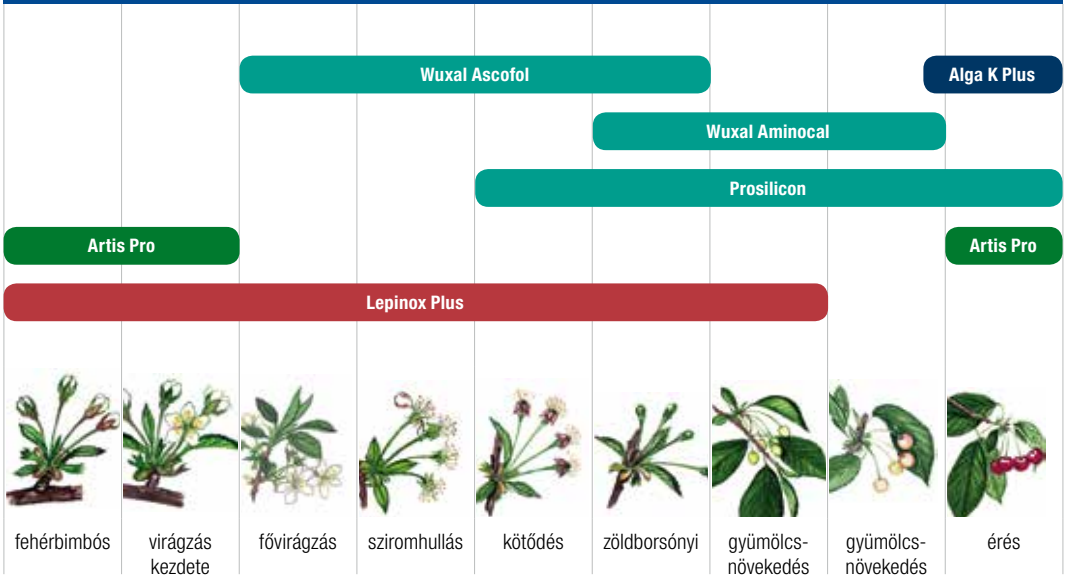 Wuxal Ascofol
Alga K Plus
Wuxal Aminocal
Prosilicon
Artis Pro
Artis Pro
Lepinox Plus
fehérbimbós
virágzás
kezdete
fővirágzás
sziromhullás
kötődés
zöldborsónyi
gyümölcs-
növekedés
gyümölcs-
növekedés
érés